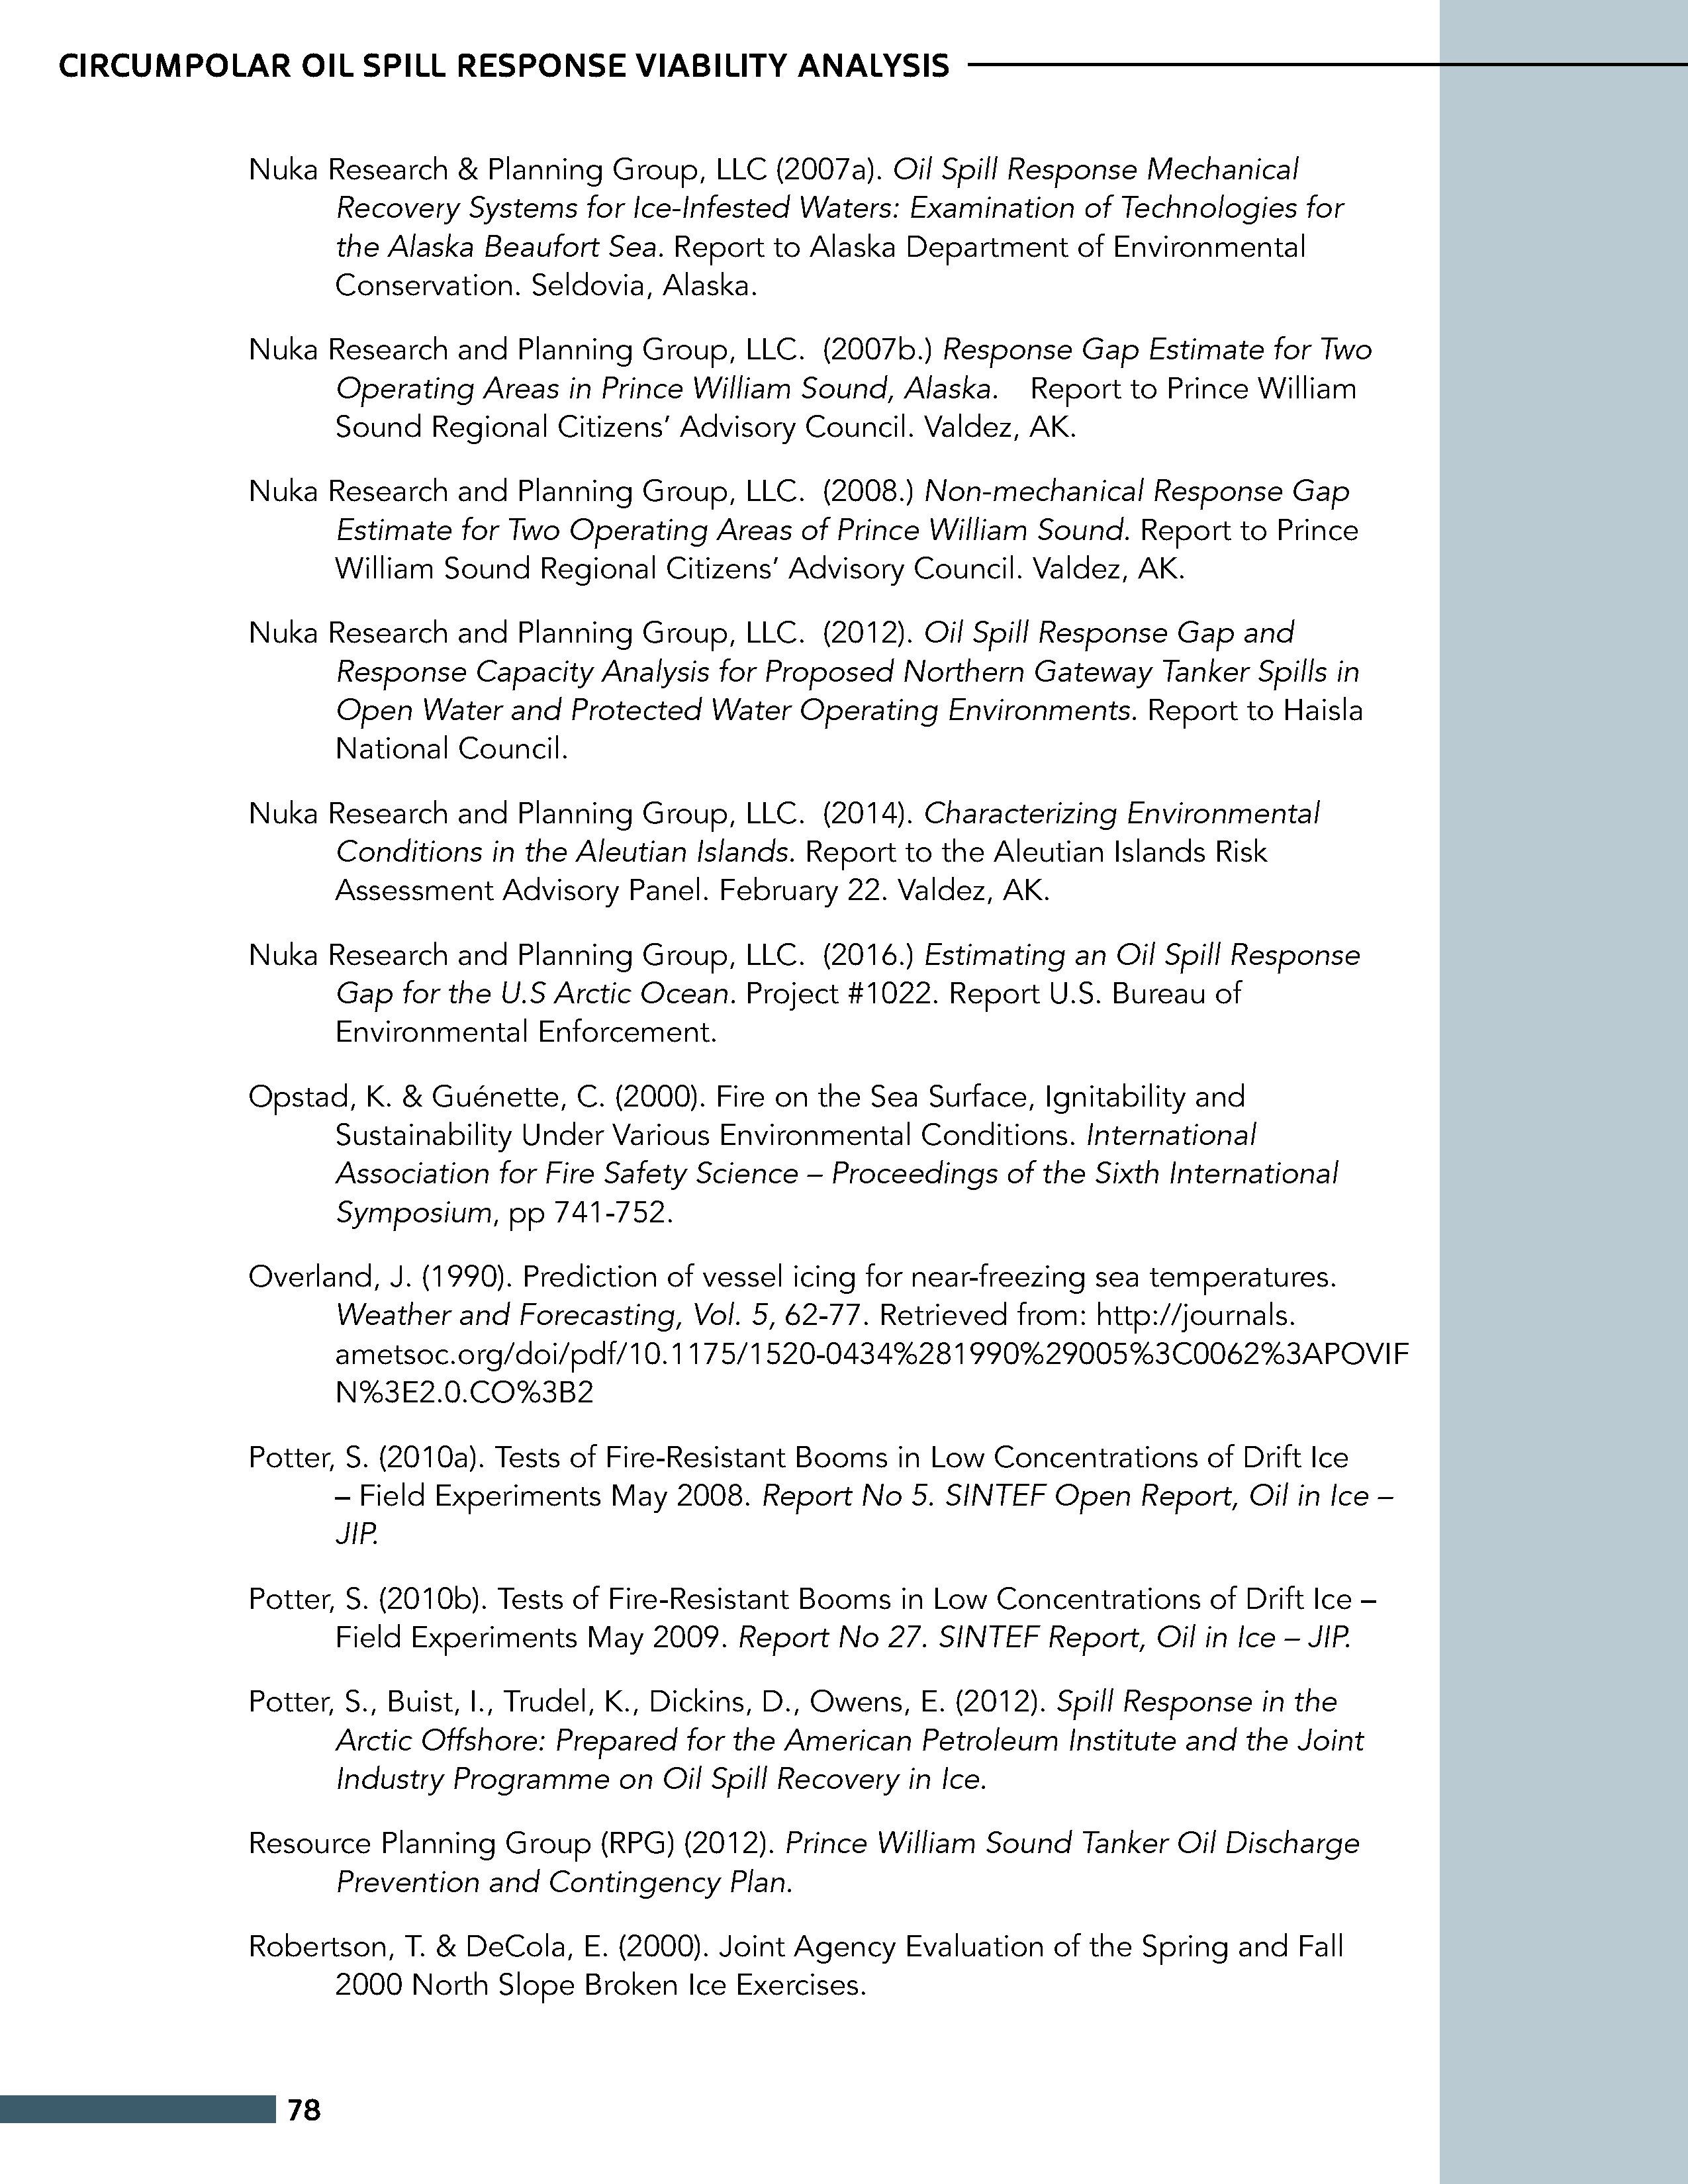 CIRCUMPOLAR OIL SPILL RESPONSE VIABILITY ANALYSIS
Nuka Research & Planning Group, LLC (2007a). Oil Spill Response Mechanical
Recovery Systems for Ice-Infested Waters: Examination of Technologies for
the Alaska Beaufort Sea. Report to Alaska Department of Environmental
Conservation. Seldovia, Alaska.
Nuka Research and Planning Group, LLC.  (2007b.) Response Gap Estimate for Two
Operating Areas in Prince William Sound, Alaska.   Report to Prince William
Sound Regional Citizens’ Advisory Council. Valdez, AK.
Nuka Research and Planning Group, LLC.  (2008.) Non-mechanical Response Gap
Estimate for Two Operating Areas of Prince William Sound. Report to Prince
William Sound Regional Citizens’ Advisory Council. Valdez, AK.
Nuka Research and Planning Group, LLC.  (2012). Oil Spill Response Gap and
Response Capacity Analysis for Proposed Northern Gateway Tanker Spills in
Open Water and Protected Water Operating Environments. Report to Haisla
National Council.
Nuka Research and Planning Group, LLC.  (2014). Characterizing Environmental
Conditions in the Aleutian Islands. Report to the Aleutian Islands Risk
Assessment Advisory Panel. February 22. Valdez, AK.
Nuka Research and Planning Group, LLC.  (2016.) Estimating an Oil Spill Response
Gap for the U.S Arctic Ocean. Project #1022. Report U.S. Bureau of
Environmental Enforcement.
Opstad, K. & Guénette, C. (2000). Fire on the Sea Surface, Ignitability and
Sustainability Under Various Environmental Conditions. International
Association for Fire Safety Science – Proceedings of the Sixth International
Symposium, pp 741-752.
Overland, J. (1990). Prediction of vessel icing for near-freezing sea temperatures.
Weather and Forecasting, Vol. 5, 62-77. Retrieved from: http://journals.
ametsoc.org/doi/pdf/10.1175/1520-0434%281990%29005%3C0062%3APOVIF
N%3E2.0.CO%3B2
Potter, S. (2010a). Tests of Fire-Resistant Booms in Low Concentrations of Drift Ice
– Field Experiments May 2008. Report No 5. SINTEF Open Report, Oil in Ice –
JIP.
Potter, S. (2010b). Tests of Fire-Resistant Booms in Low Concentrations of Drift Ice –
Field Experiments May 2009. Report No 27. SINTEF Report, Oil in Ice – JIP.
Potter, S., Buist, I., Trudel, K., Dickins, D., Owens, E. (2012). Spill Response in the
Arctic Offshore: Prepared for the American Petroleum Institute and the Joint
Industry Programme on Oil Spill Recovery in Ice.
Resource Planning Group (RPG) (2012). Prince William Sound Tanker Oil Discharge
Prevention and Contingency Plan.
Robertson, T. & DeCola, E. (2000). Joint Agency Evaluation of the Spring and Fall
2000 North Slope Broken Ice Exercises.
78